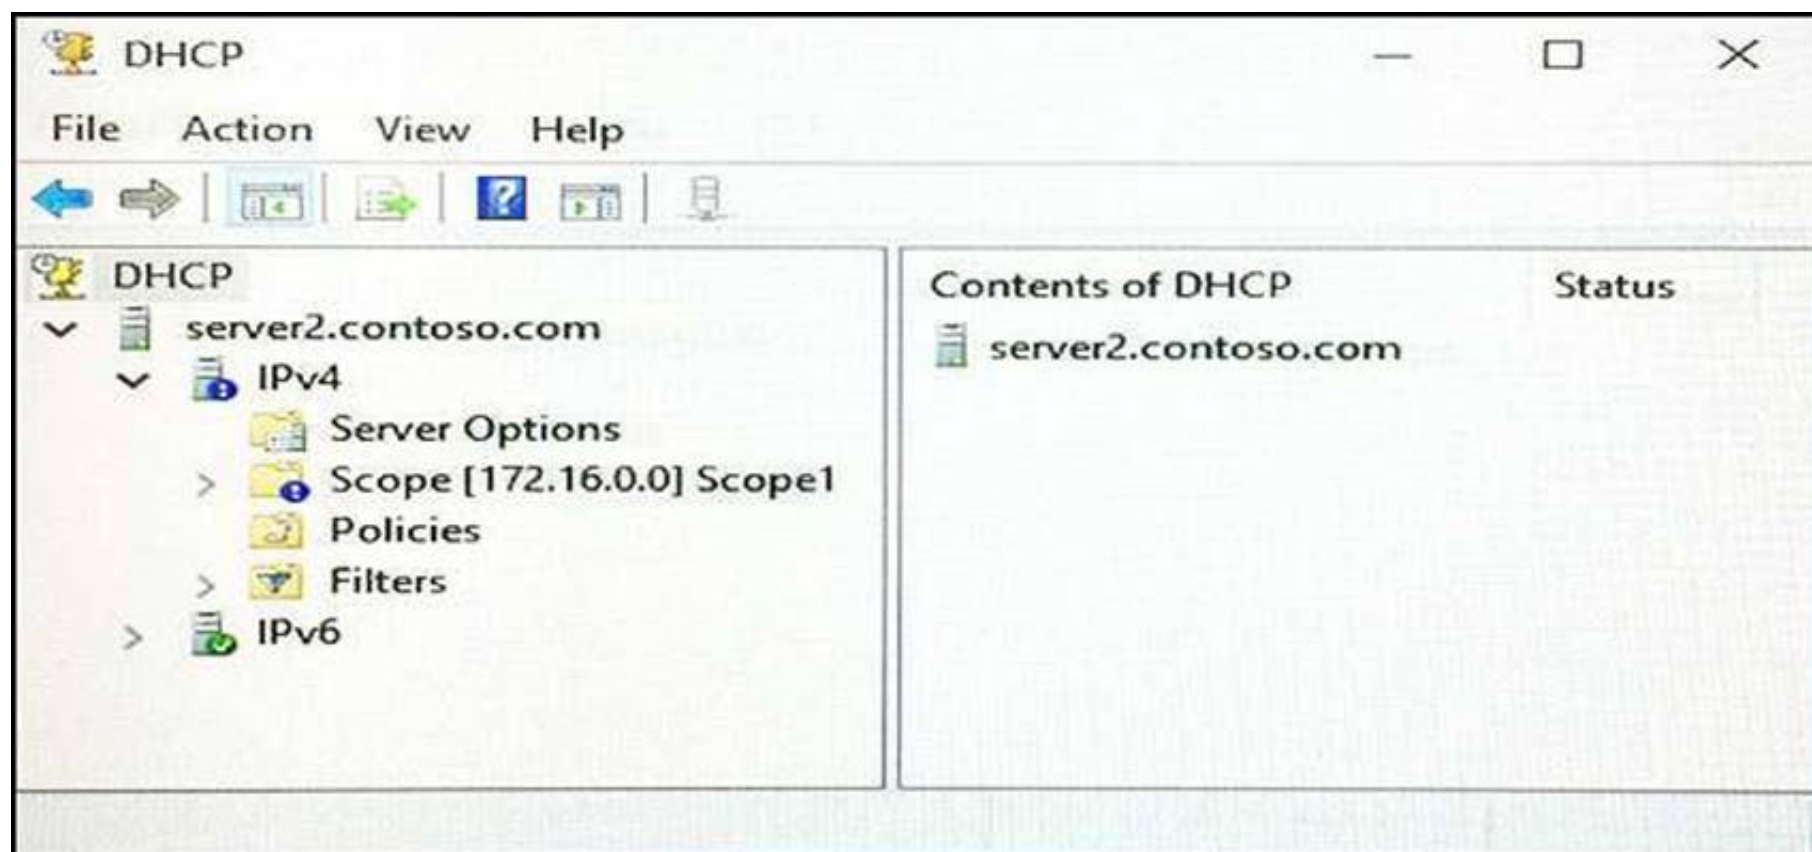 DHCP
File Action View Help
DHCP
server2.contoso.com
IPv4
Server Options
Scope [172.16.0.0] Scope1
Policies
Filters
IPv6
Contents of DHCP Status
server2.contoso.com